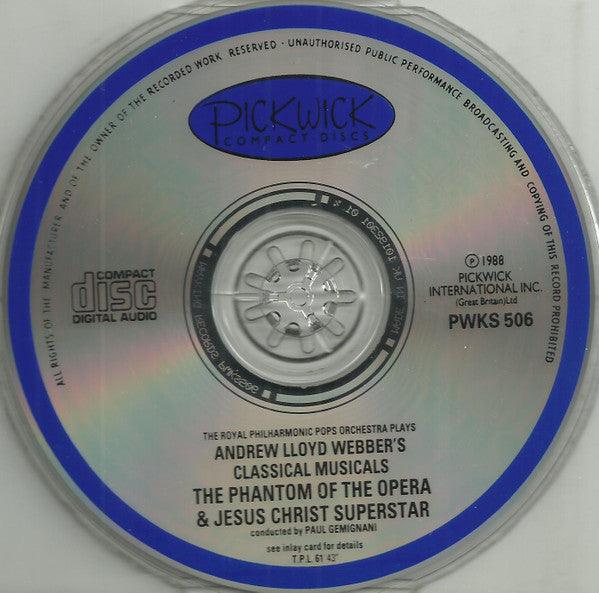 ALL RIGHTS OF THE MANUFACTURER AND OF THE OWNER OF THE RECORDED WORK RESERVED · UNAUTHORISED PUBLIC PERFORMANCE BROADCASTING AND COPYING OF THIS RECORD PROHIBITED
PICKWICK
COMPACT DISCS
COMPACT
disc
DIGITAL AUDIO
℗ 1988
PICKWICK
INTERNATIONAL INC.
(Great Britain) Ltd
PWKS 506
THE ROYAL PHILHARMONIC POPS ORCHESTRA PLAYS
ANDREW LLOYD WEBBER'S
CLASSICAL MUSICALS
THE PHANTOM OF THE OPERA
& JESUS CHRIST SUPERSTAR
conducted by PAUL GEMIGNANI
see inlay card for details
T.P.L. 61 43"